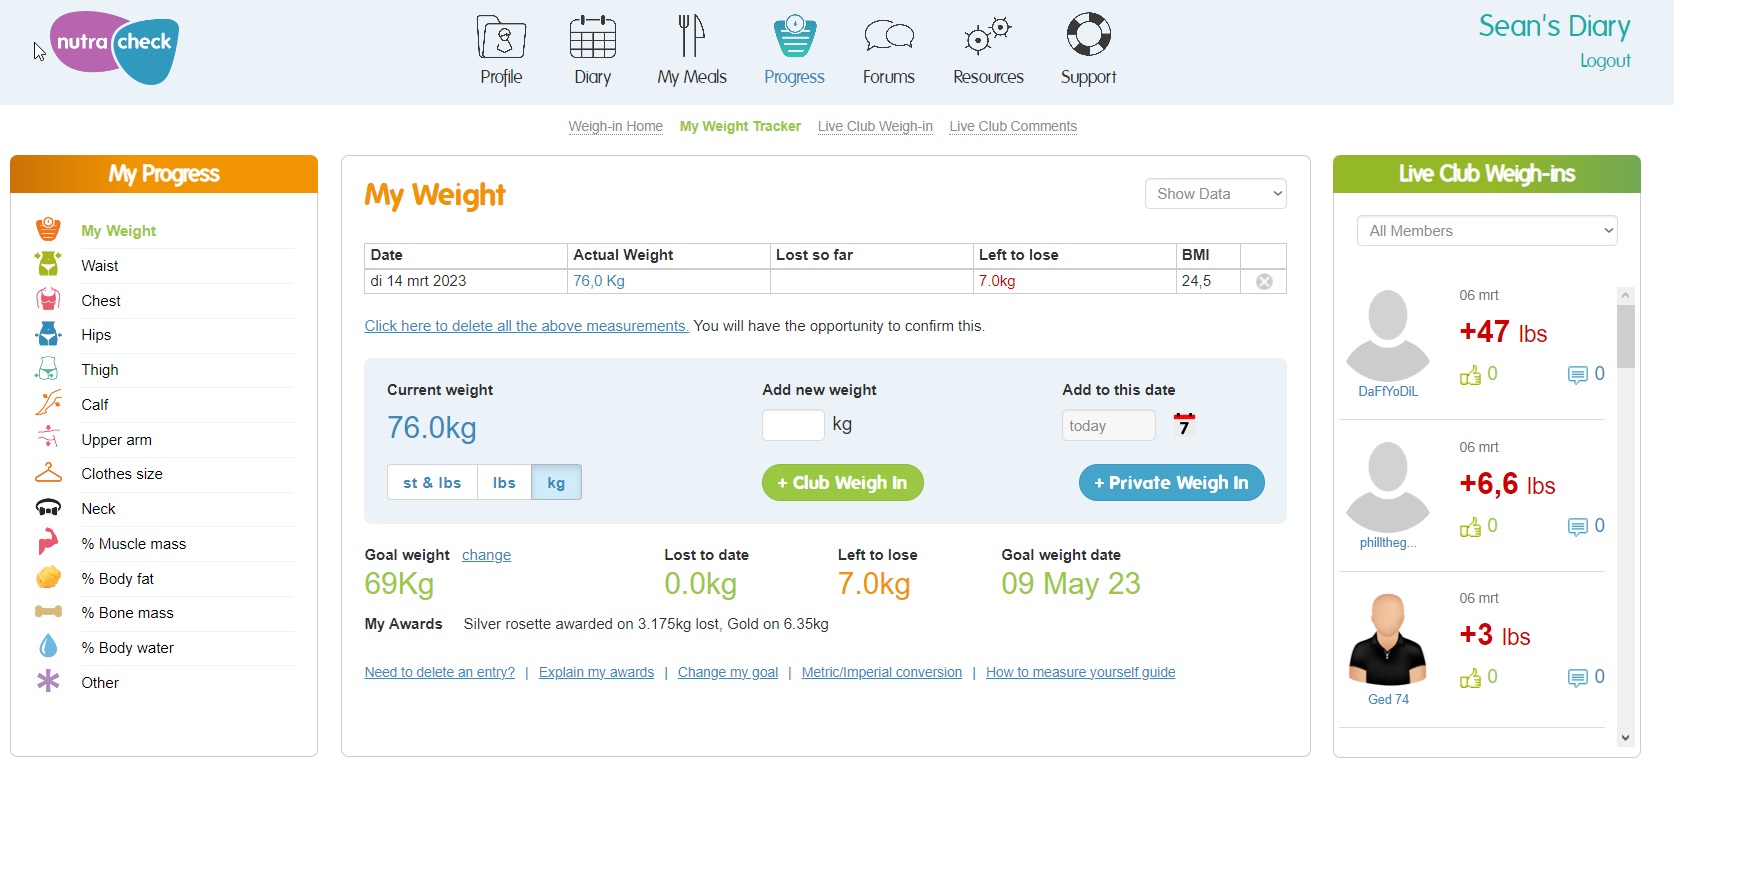 nutra check
Profile
Diary
My Meals
Progress
Forums
Resources
Support
Sean's Diary
Logout
Weigh-in Home My Weight Tracker Live Club Weigh-in Live Club Comments
My Progress
My Weight
Waist
Chest
Hips
Thigh
Calf
Upper arm
Clothes size
Neck
% Muscle mass
% Body fat
% Bone mass
% Body water
Other
My Weight
Show Data
Date Actual Weight Lost so far Left to lose BMI
di 14 mrt 2023 76,0 Kg 7.0kg 24,5
Click here to delete all the above measurements. You will have the opportunity to confirm this.
Current weight Add new weight Add to this date
76.0kg kg today 7
st & lbs lbs kg + Club Weigh In + Private Weigh In
Goal weight change Lost to date Left to lose Goal weight date
69Kg 0.0kg 7.0kg 09 May 23
My Awards Silver rosette awarded on 3.175kg lost, Gold on 6.35kg
Need to delete an entry? | Explain my awards | Change my goal | Metric/Imperial conversion | How to measure yourself guide
Live Club Weigh-ins
All Members
06 mrt
+47 lbs
0 0
DaFfYoDiL
06 mrt
+6,6 lbs
0 0
philltheg...
06 mrt
+3 lbs
0 0
Ged 74